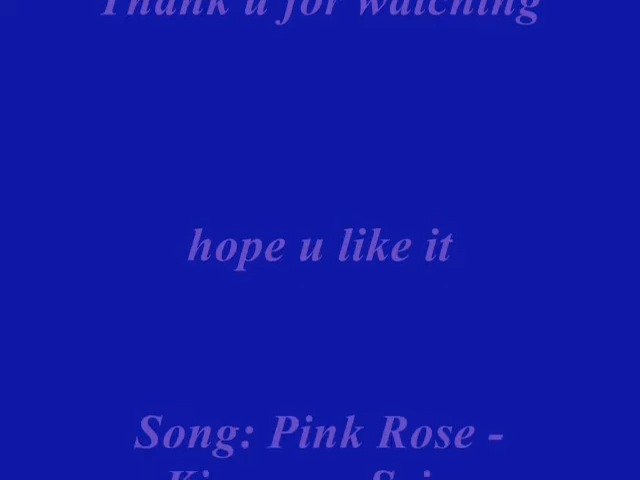 Thank u for watching
hope u like it
Song: Pink Rose -